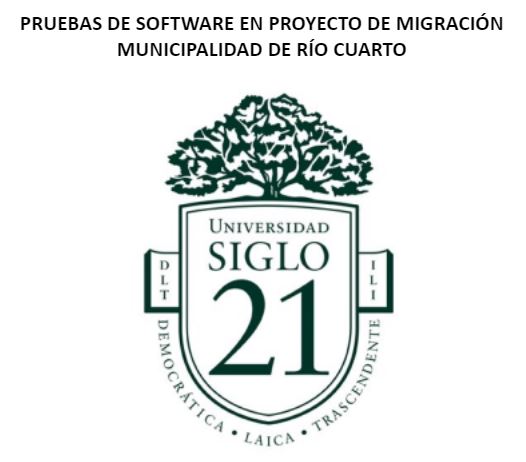 PRUEBAS DE SOFTWARE EN PROYECTO DE MIGRACIÓN
MUNICIPALIDAD DE RÍO CUARTO
UNIVERSIDAD
SIGLO
21
DLT
ILI
DEMOCRÁTICA • LAICA • TRASCENDENTE